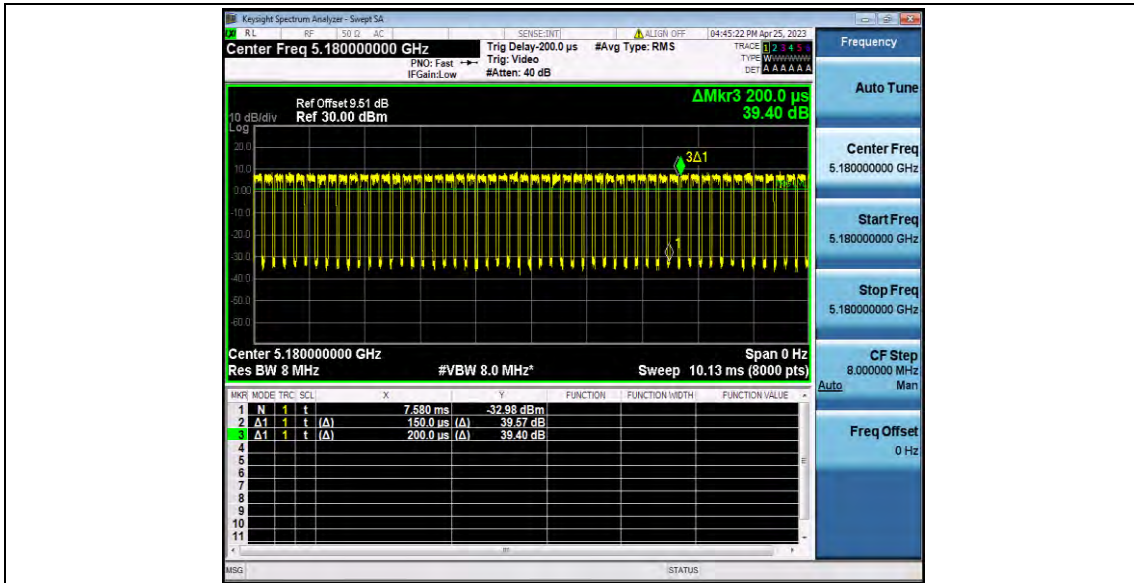 Keysight Spectrum Analyzer - Swept SA
RL RF 50 Ω AC SENSE:INT ALIGN OFF 04:45:22 PM Apr 25, 2023
Center Freq 5.180000000 GHz
Trig Delay-200.0 µs #Avg Type: RMS
TRACE 1 2 3 4 5 6
PNO: Fast Trig: Video
TYPE WWWWWW
IFGain:Low #Atten: 40 dB
DET A A A A A A
Frequency
Auto Tune
Center Freq
5.180000000 GHz
Start Freq
5.180000000 GHz
Stop Freq
5.180000000 GHz
CF Step
8.000000 MHz
Auto Man
Freq Offset
0 Hz
ΔMkr3 200.0 µs
39.40 dB
Ref Offset 9.51 dB
10 dB/div Ref 30.00 dBm
Log
20.0
10.0
0.00
-10.0
-20.0
-30.0
-40.0
-50.0
-60.0
3Δ1
1
Center 5.180000000 GHz Span 0 Hz
Res BW 8 MHz #VBW 8.0 MHz* Sweep 10.13 ms (8000 pts)
MKR MODE TRC SCL X Y FUNCTION FUNCTION WIDTH FUNCTION VALUE
1 N 1 t 7.580 ms -32.98 dBm
2 Δ1 1 t (Δ) 150.0 µs (Δ) 39.57 dB
3 Δ1 1 t (Δ) 200.0 µs (Δ) 39.40 dB
4
5
6
7
8
9
10
11
MSG STATUS